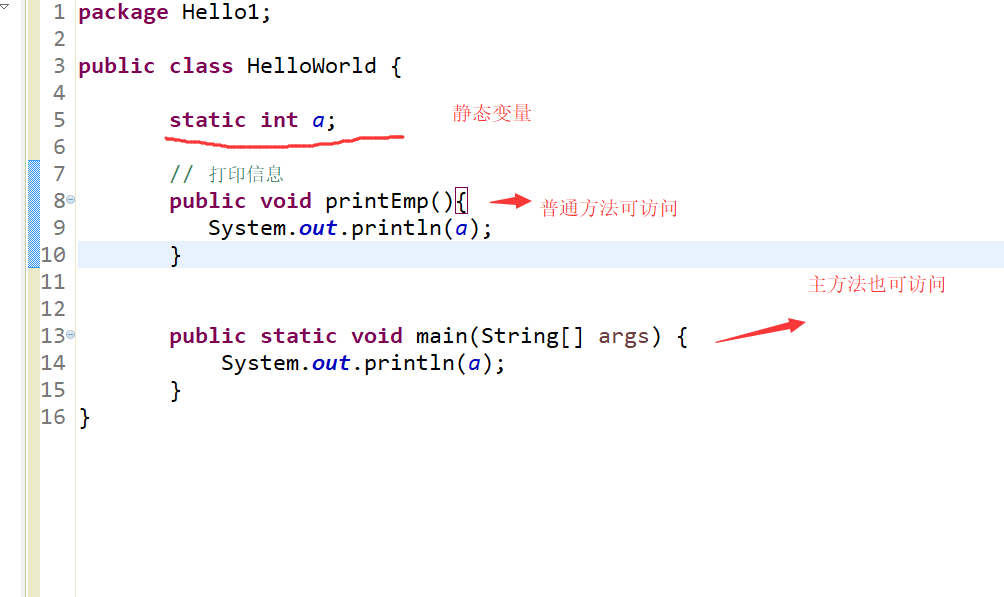 1 package Hello1;
2
3 public class HelloWorld {
4
5 static int a; 静态变量
6
7 // 打印信息
8 public void printEmp(){ 普通方法可访问
9 System.out.println(a);
10 }
11 主方法也可访问
12
13 public static void main(String[] args) {
14 System.out.println(a);
15 }
16 }